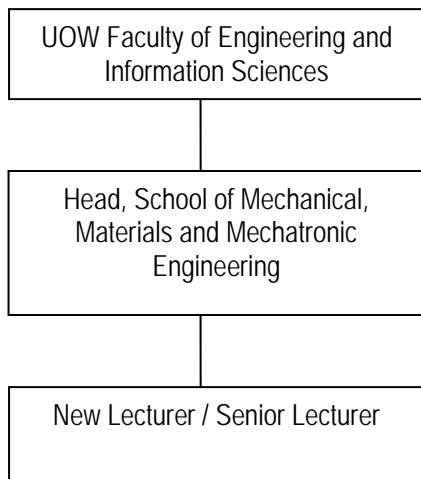 UOW Faculty of Engineering and
Information Sciences
Head, School of Mechanical,
Materials and Mechatronic
Engineering
New Lecturer / Senior Lecturer